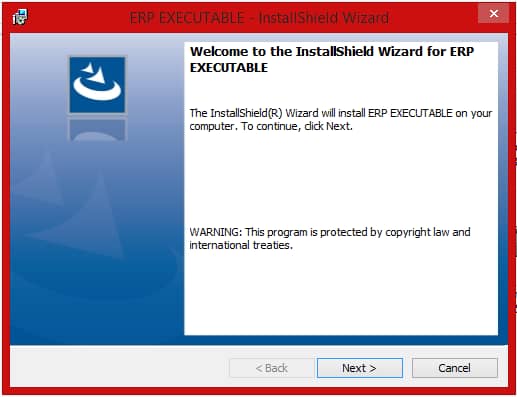 ERP EXECUTABLE - InstallShield Wizard
Welcome to the InstallShield Wizard for ERP
EXECUTABLE
The InstallShield(R) Wizard will install ERP EXECUTABLE on your
computer. To continue, click Next.
WARNING: This program is protected by copyright law and
international treaties.
< Back
Next >
Cancel